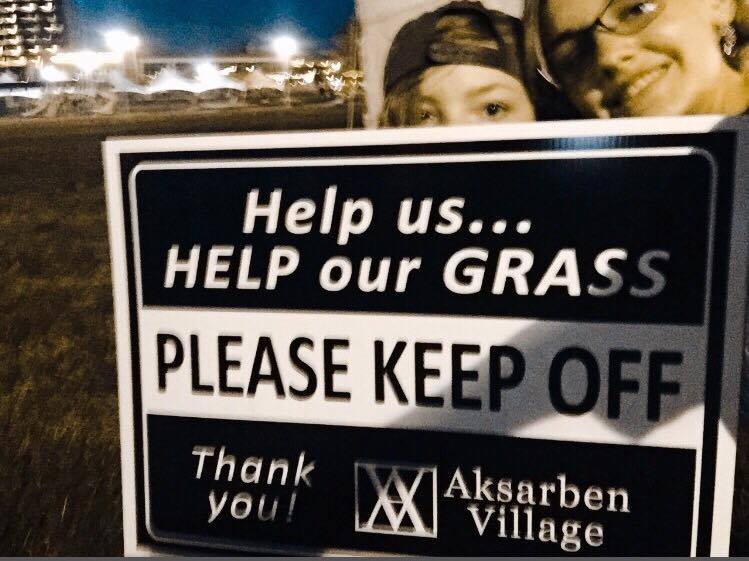 Help us...
HELP our GRASS
PLEASE KEEP OFF
Thank
you!
Aksarben
Village